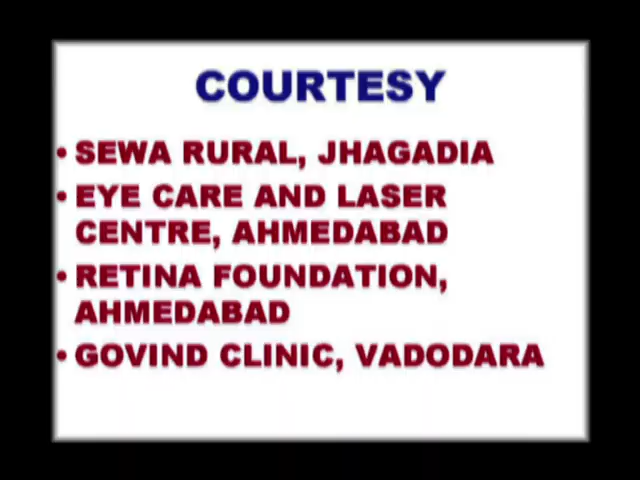 COURTESY
• SEWA RURAL, JHAGADIA
• EYE CARE AND LASER
CENTRE, AHMEDABAD
• RETINA FOUNDATION,
AHMEDABAD
• GOVIND CLINIC, VADODARA